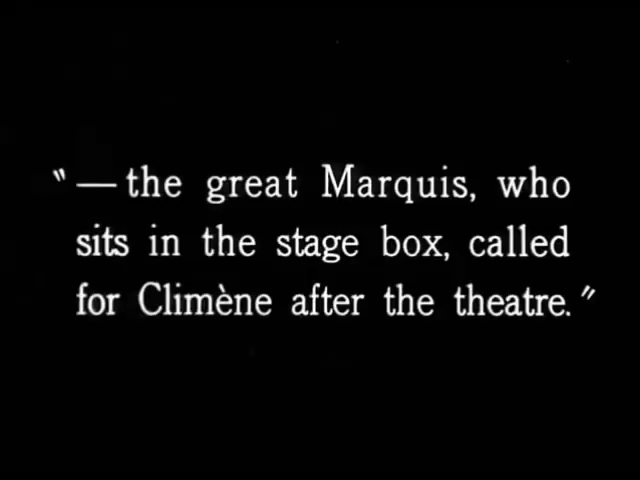 "—the great Marquis, who
sits in the stage box, called
for Climène after the theatre."